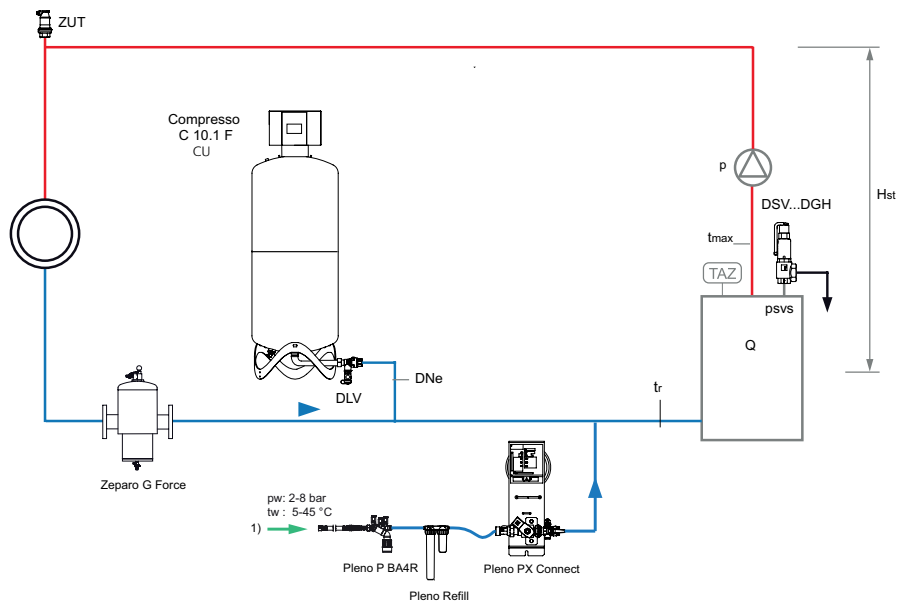 ZUT
Compresso
C 10.1 F
CU
p
Hst
DSV...DGH
tmax
TAZ
psvs
Q
DNe
DLV
tr
Zeparo G Force
pw: 2-8 bar
tw : 5-45 °C
1)
Pleno P BA4R
Pleno PX Connect
Pleno Refill